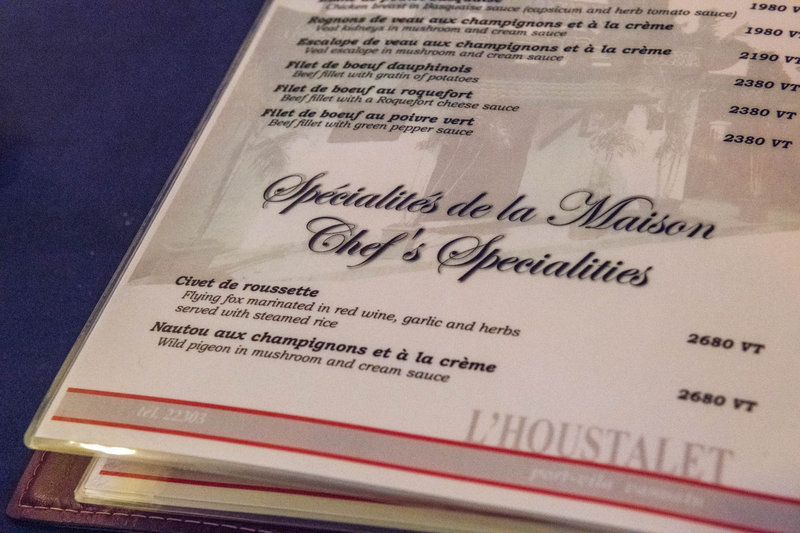 Chicken breast in Basquaise sauce (capsicum and herb tomato sauce)
1980 V
Rognons de veau aux champignons et à la crème
Veal kidneys in mushroom and cream sauce
1980 V
Escalope de veau aux champignons et à la crème
Veal escalope in mushroom and cream sauce
2190 VT
Filet de boeuf dauphinois
Beef fillet with gratin of potatoes
2380 VT
Filet de boeuf au roquefort
Beef fillet with a Roquefort cheese sauce
2380 VT
Filet de boeuf au poivre vert
Beef fillet with green pepper sauce
2380 VT
Spécialités de la Maison
Chef's Specialities
Civet de roussette
Flying fox marinated in red wine, garlic and herbs
served with steamed rice
2680 VT
Nautou aux champignons et à la crème
Wild pigeon in mushroom and cream sauce
2680 VT
tel. 22303
L'HOUSTALET
port-vila vanuatu